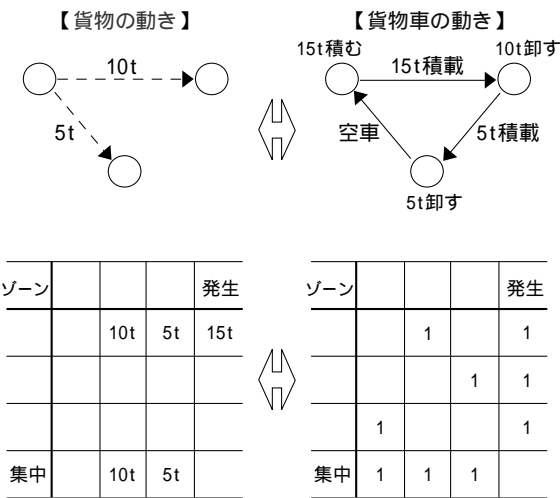 【貨物の動き】
【貨物車の動き】
15t積む
10t卸す
10t
15t積載
5t
空車
5t積載
5t卸す
ゾーン 発生
10t 5t 15t
集中 10t 5t
ゾーン 発生
1 1
1 1
1 1
集中 1 1 1